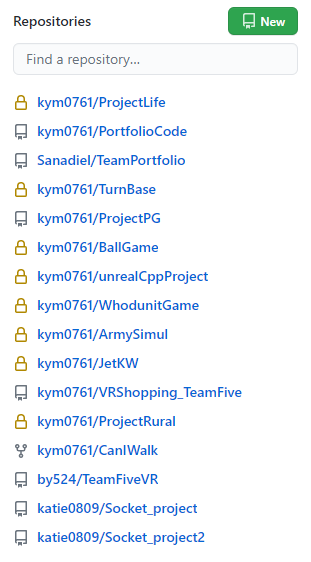 Repositories
New
Find a repository...
kym0761/ProjectLife
kym0761/PortfolioCode
Sanadiel/TeamPortfolio
kym0761/TurnBase
kym0761/ProjectPG
kym0761/BallGame
kym0761/unrealCppProject
kym0761/WhodunitGame
kym0761/ArmySimul
kym0761/JetKW
kym0761/VRShopping_TeamFive
kym0761/ProjectRural
kym0761/CanIWalk
by524/TeamFiveVR
katie0809/Socket_project
katie0809/Socket_project2